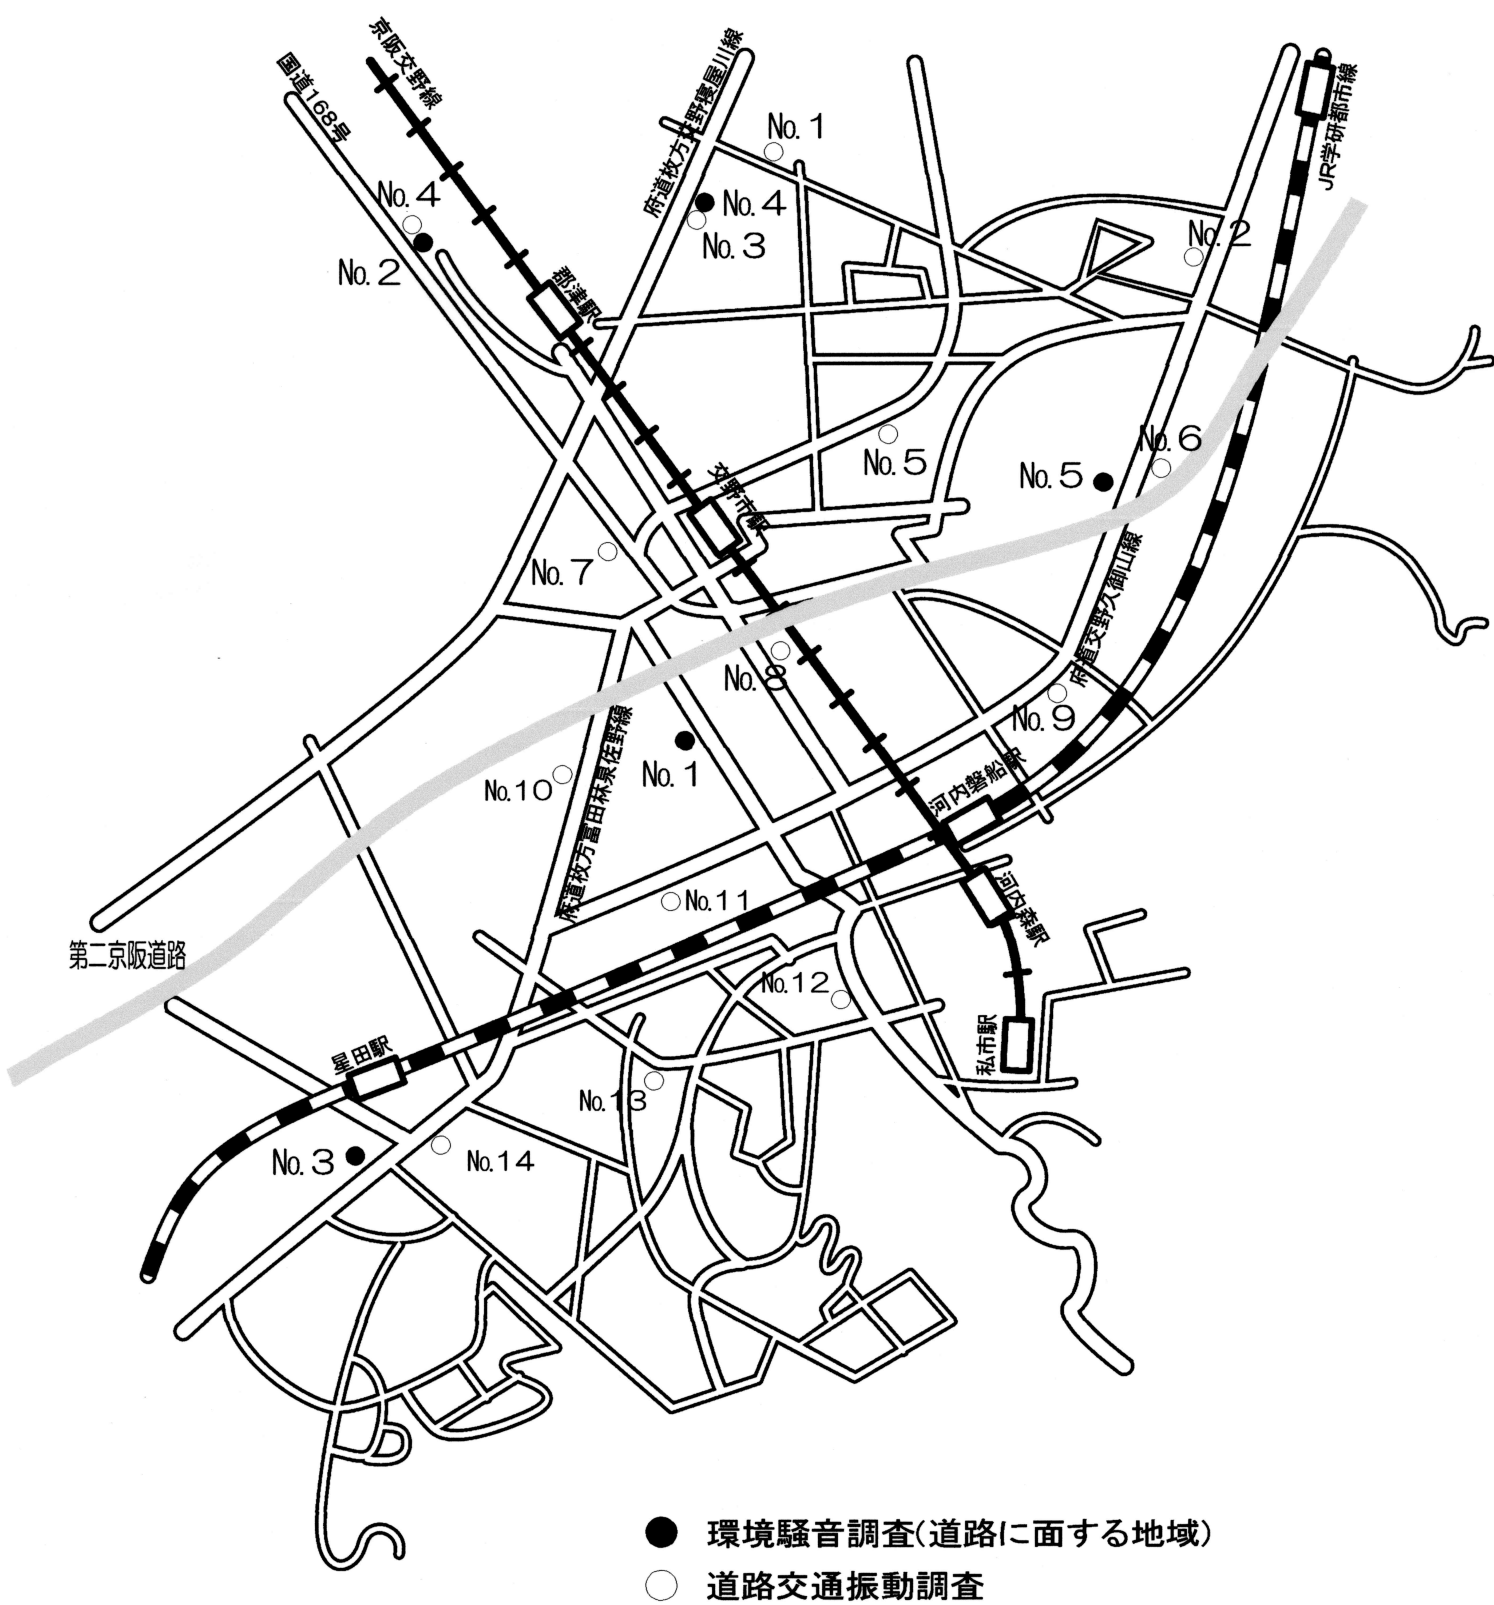 京阪交野線
国道168号
府道枚方交野寝屋川線
JR学研都市線
No. 1
No. 4
No. 4
No. 3
No. 2
No. 2
郡津駅
No. 6
No. 5
No. 5
交野市駅
No. 7
府道交野久御山線
No. 8
No. 9
府道枚方富田林泉佐野線
No. 1
No. 10
河内磐船駅
No. 11
河内森駅
第二京阪道路
No. 12
私市駅
星田駅
No. 13
No. 3
No. 14
環境騒音調査(道路に面する地域)
道路交通振動調査